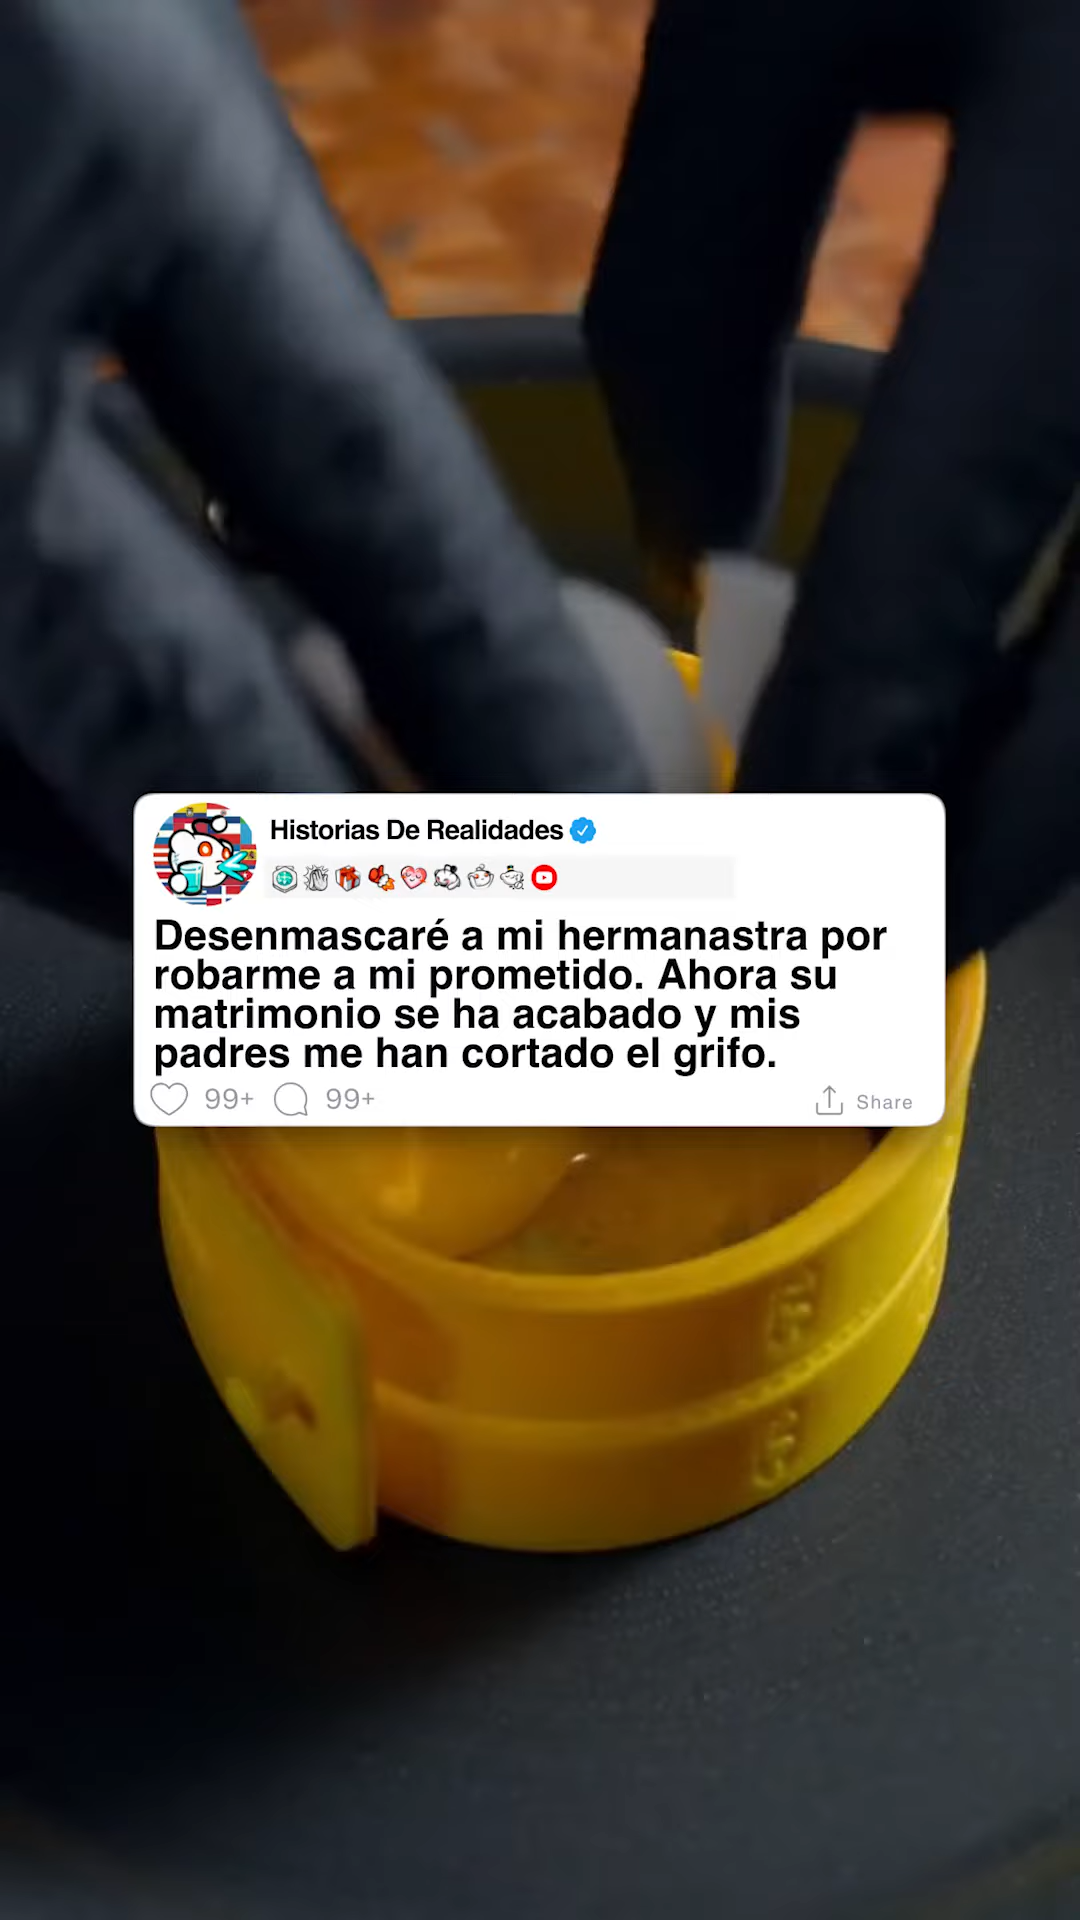 Historias De Realidades
Desenmascaré a mi hermanastra por
robarme a mi prometido. Ahora su
matrimonio se ha acabado y mis
padres me han cortado el grifo.
99+ 99+ Share